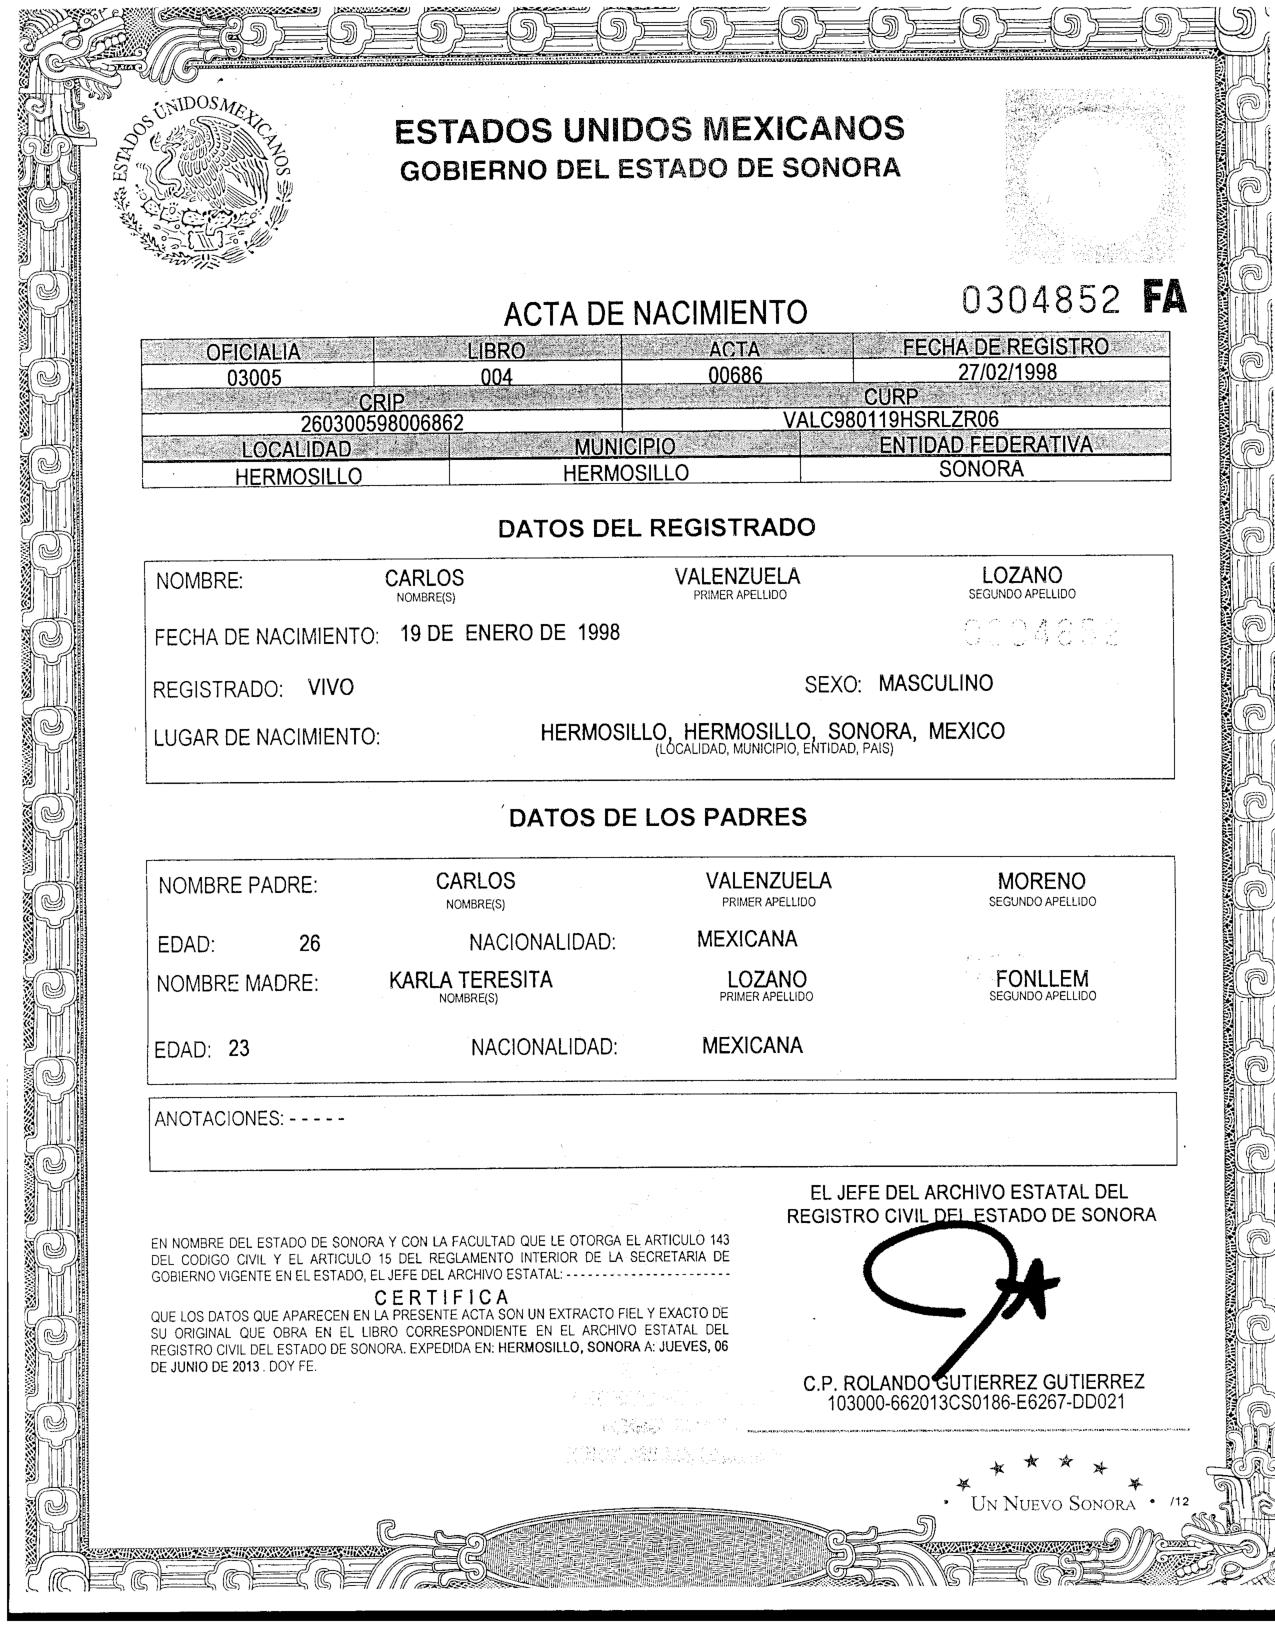 ESTADOS UNIDOS MEXICANOS
ESTADOS UNIDOS MEXICANOS
GOBIERNO DEL ESTADO DE SONORA
0304852 FA
ACTA DE NACIMIENTO
OFICIALIA LIBRO ACTA FECHA DE REGISTRO
03005 004 00686 27/02/1998
CRIP CURP
260300598006862 VALC980119HSRLZR06
LOCALIDAD MUNICIPIO ENTIDAD FEDERATIVA
HERMOSILLO HERMOSILLO SONORA
DATOS DEL REGISTRADO
NOMBRE: CARLOS VALENZUELA LOZANO
NOMBRE(S) PRIMER APELLIDO SEGUNDO APELLIDO
FECHA DE NACIMIENTO: 19 DE ENERO DE 1998
REGISTRADO: VIVO SEXO: MASCULINO
LUGAR DE NACIMIENTO: HERMOSILLO, HERMOSILLO, SONORA, MEXICO
(LOCALIDAD, MUNICIPIO, ENTIDAD, PAIS)
DATOS DE LOS PADRES
NOMBRE PADRE: CARLOS VALENZUELA MORENO
NOMBRE(S) PRIMER APELLIDO SEGUNDO APELLIDO
EDAD: 26 NACIONALIDAD: MEXICANA
NOMBRE MADRE: KARLA TERESITA LOZANO FONLLEM
NOMBRE(S) PRIMER APELLIDO SEGUNDO APELLIDO
EDAD: 23 NACIONALIDAD: MEXICANA
ANOTACIONES: - - - - -
EL JEFE DEL ARCHIVO ESTATAL DEL
REGISTRO CIVIL DEL ESTADO DE SONORA
EN NOMBRE DEL ESTADO DE SONORA Y CON LA FACULTAD QUE LE OTORGA EL ARTICULO 143
DEL CODIGO CIVIL Y EL ARTICULO 15 DEL REGLAMENTO INTERIOR DE LA SECRETARIA DE
GOBIERNO VIGENTE EN EL ESTADO, EL JEFE DEL ARCHIVO ESTATAL: - - - - - - - - - - - - - - - - - - - - - - -
CERTIFICA
QUE LOS DATOS QUE APARECEN EN LA PRESENTE ACTA SON UN EXTRACTO FIEL Y EXACTO DE
SU ORIGINAL QUE OBRA EN EL LIBRO CORRESPONDIENTE EN EL ARCHIVO ESTATAL DEL
REGISTRO CIVIL DEL ESTADO DE SONORA. EXPEDIDA EN: HERMOSILLO, SONORA A: JUEVES, 06
DE JUNIO DE 2013 . DOY FE.
C.P. ROLANDO GUTIERREZ GUTIERREZ
103000-662013CS0186-E6267-DD021
UN NUEVO SONORA • /12